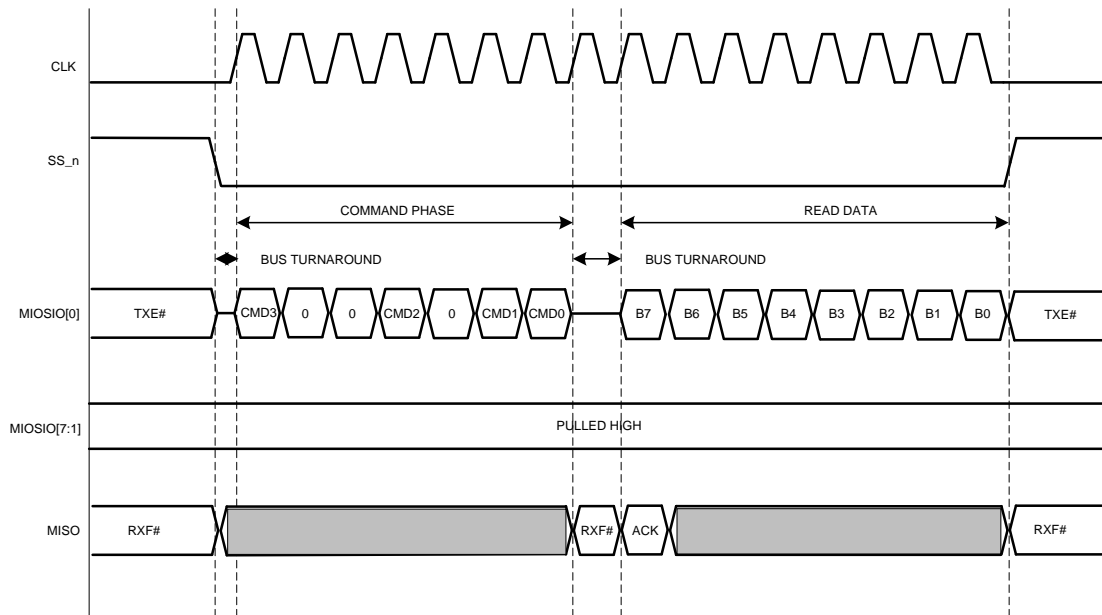 CLK
SS_n
COMMAND PHASE READ DATA
BUS TURNAROUND BUS TURNAROUND
MIOSIO[0] TXE# CMD3 0 0 CMD2 0 CMD1 CMD0 B7 B6 B5 B4 B3 B2 B1 B0 TXE#
MIOSIO[7:1] PULLED HIGH
MISO RXF# RXF# ACK RXF#